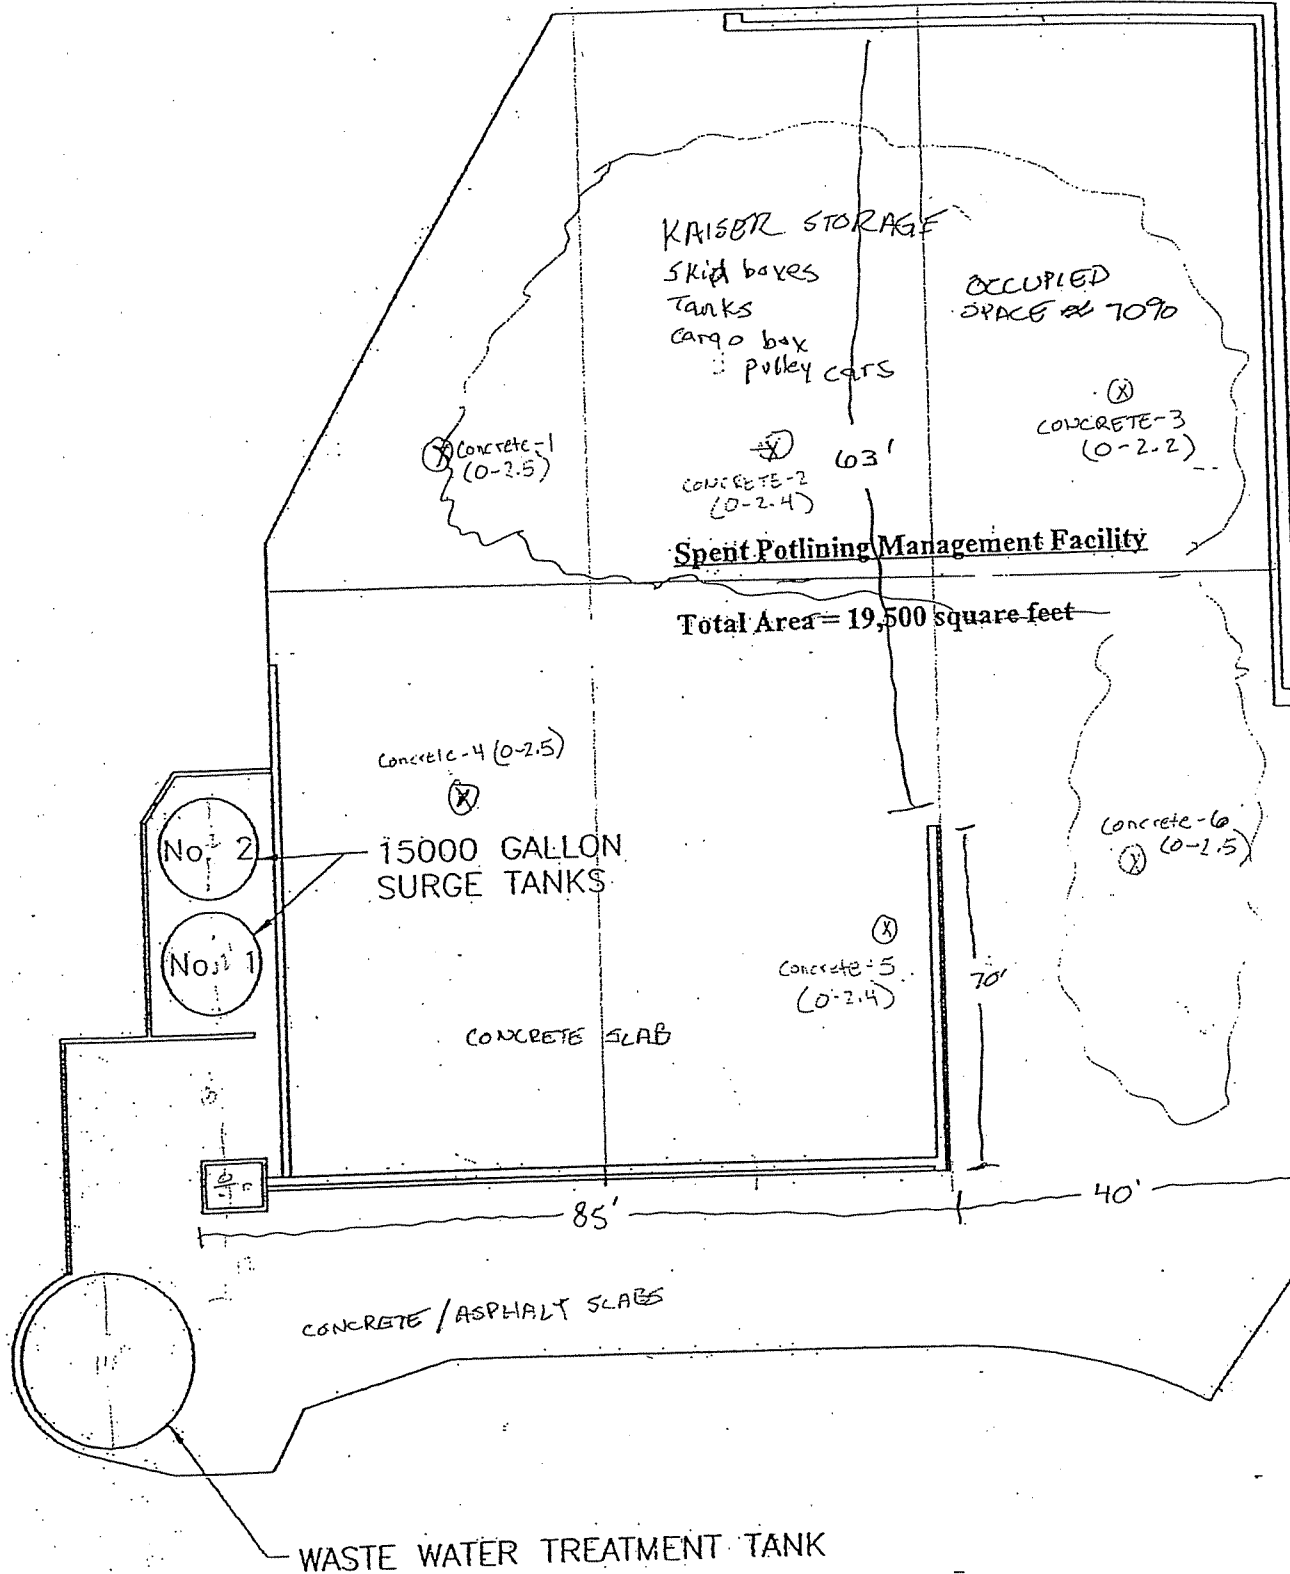 KAISER STORAGE
Skid boxes
Tanks
cargo box
pulley cars
OCCUPIED
SPACE ≈ 70%
Concrete-1
(0-2.5)
CONCRETE-2
(0-2.4)
63'
CONCRETE-3
(0-2.2)
Spent Potlining Management Facility
Total Area = 19,500 square feet
Concrete-4 (0-2.5)
No. 2
15000 GALLON
SURGE TANKS
No. 1
Concrete-5
(0-2.4)
70'
Concrete-6
(0-2.5)
CONCRETE SLAB
85'
40'
CONCRETE / ASPHALT SLABS
WASTE WATER TREATMENT TANK